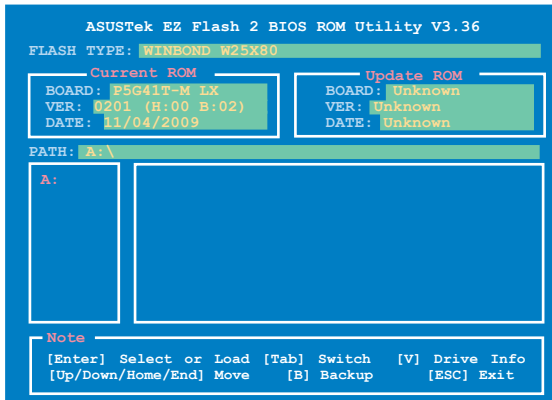 ASUSTek EZ Flash 2 BIOS ROM Utility V3.36
FLASH TYPE: WINBOND W25X80
Current ROM
BOARD: P5G41T-M LX
VER: 0201 (H:00 B:02)
DATE: 11/04/2009
Update ROM
BOARD: Unknown
VER: Unknown
DATE: Unknown
PATH: A:\
A:
Note
[Enter] Select or Load [Tab] Switch [V] Drive Info
[Up/Down/Home/End] Move [B] Backup [ESC] Exit